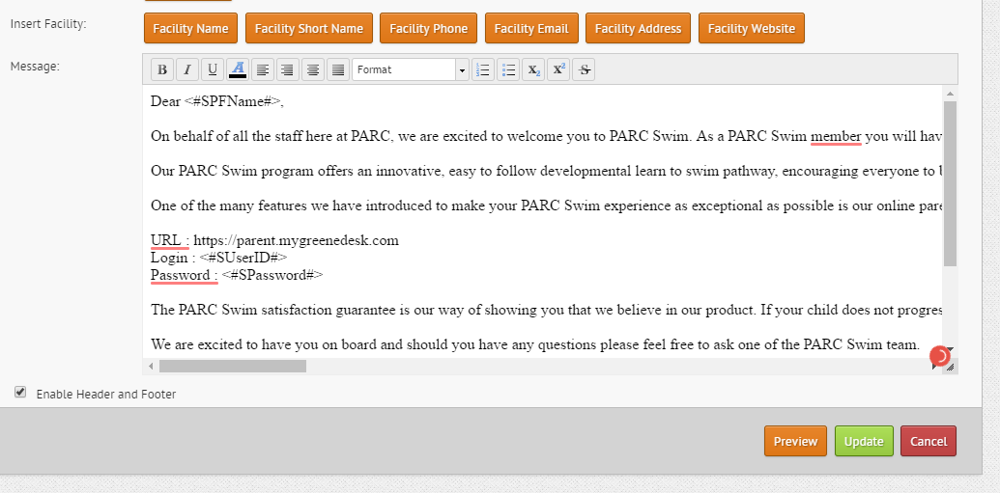 Insert Facility:
Facility Name Facility Short Name Facility Phone Facility Email Facility Address Facility Website
Message:
B I U A Format X2 X2 S
Dear <#SPFName#>,
On behalf of all the staff here at PARC, we are excited to welcome you to PARC Swim. As a PARC Swim member you will hav
Our PARC Swim program offers an innovative, easy to follow developmental learn to swim pathway, encouraging everyone to b
One of the many features we have introduced to make your PARC Swim experience as exceptional as possible is our online pare
URL : https://parent.mygreenedesk.com
Login : <#SUserID#>
Password : <#SPassword#>
The PARC Swim satisfaction guarantee is our way of showing you that we believe in our product. If your child does not progres
We are excited to have you on board and should you have any questions please feel free to ask one of the PARC Swim team.
Enable Header and Footer
Preview Update Cancel